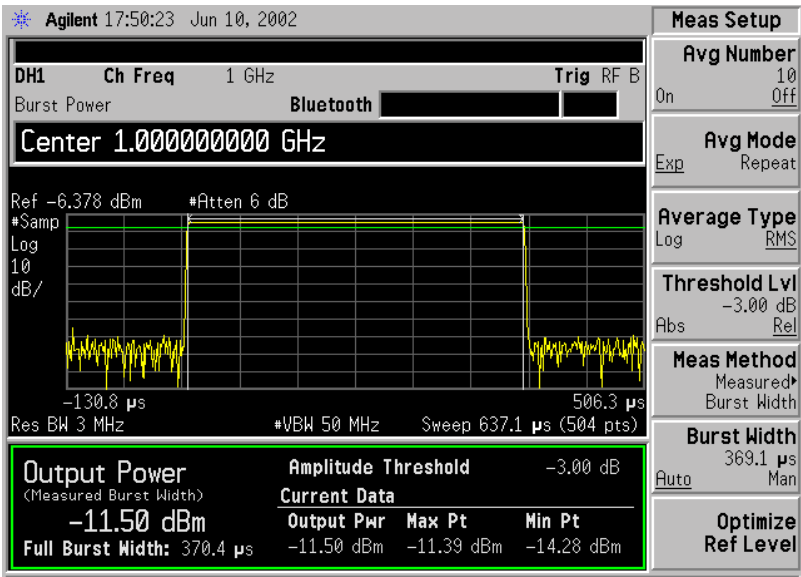 Agilent 17:50:23 Jun 10, 2002
Meas Setup
DH1 Ch Freq 1 GHz Trig RF B
Burst Power Bluetooth
Center 1.000000000 GHz
Ref -6.378 dBm #Atten 6 dB
#Samp
Log
10
dB/
-130.8 µs 506.3 µs
Res BW 3 MHz #VBW 50 MHz Sweep 637.1 µs (504 pts)
Output Power
(Measured Burst Width)
-11.50 dBm
Full Burst Width: 370.4 µs
Amplitude Threshold -3.00 dB
Current Data
Output Pwr Max Pt Min Pt
-11.50 dBm -11.39 dBm -14.28 dBm
Avg Number
10
On Off
Avg Mode
Exp Repeat
Average Type
Log RMS
Threshold Lvl
-3.00 dB
Abs Rel
Meas Method
Measured▸
Burst Width
Burst Width
369.1 µs
Auto Man
Optimize
Ref Level